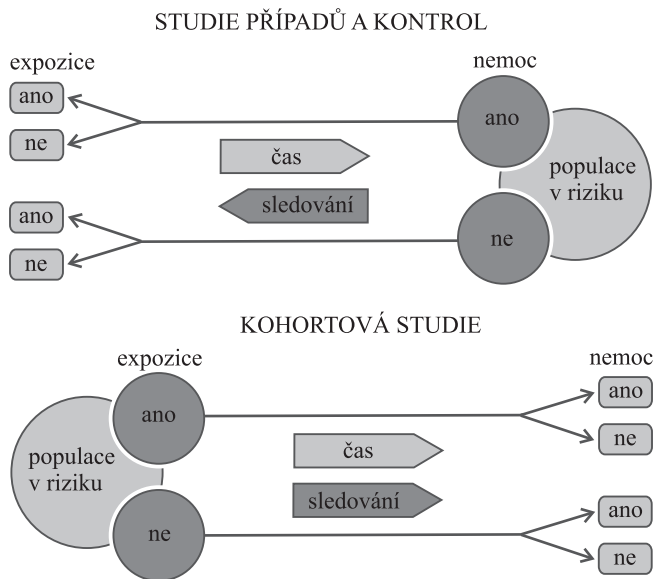 STUDIE PŘÍPADŮ A KONTROL
expozice
nemoc
ano
ne
ano
ne
čas
sledování
ano
ne
populace
v riziku
KOHORTOVÁ STUDIE
expozice
nemoc
ano
ne
populace
v riziku
čas
sledování
ano
ne
ano
ne